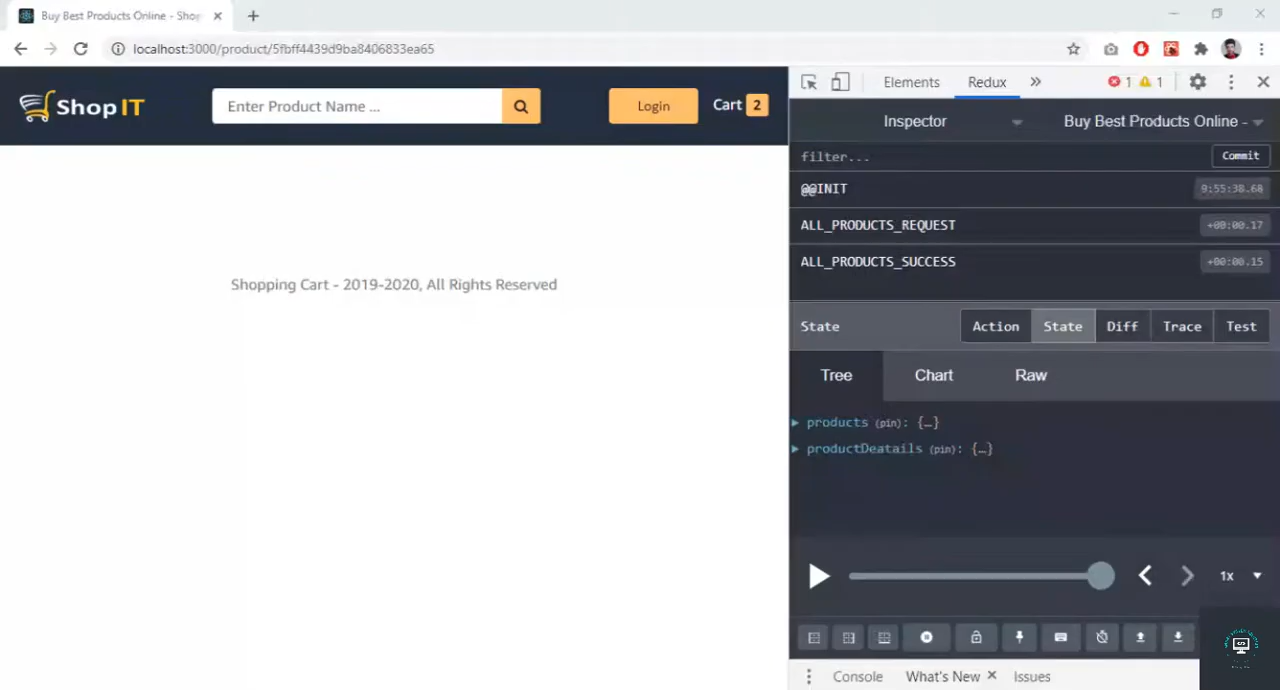 Buy Best Products Online - Shop
localhost:3000/product/5fbff4439d9ba8406833ea65
ShopIT
Enter Product Name ...
Login
Cart 2
Shopping Cart - 2019-2020, All Rights Reserved
Elements
Redux
1
1
Inspector
Buy Best Products Online -
filter...
Commit
@@INIT
9:55:38.68
ALL_PRODUCTS_REQUEST
+00:00.17
ALL_PRODUCTS_SUCCESS
+00:00.15
State
Action
State
Diff
Trace
Test
Tree
Chart
Raw
products (pin): {…}
productDeatails (pin): {…}
1x
Console
What's New
Issues